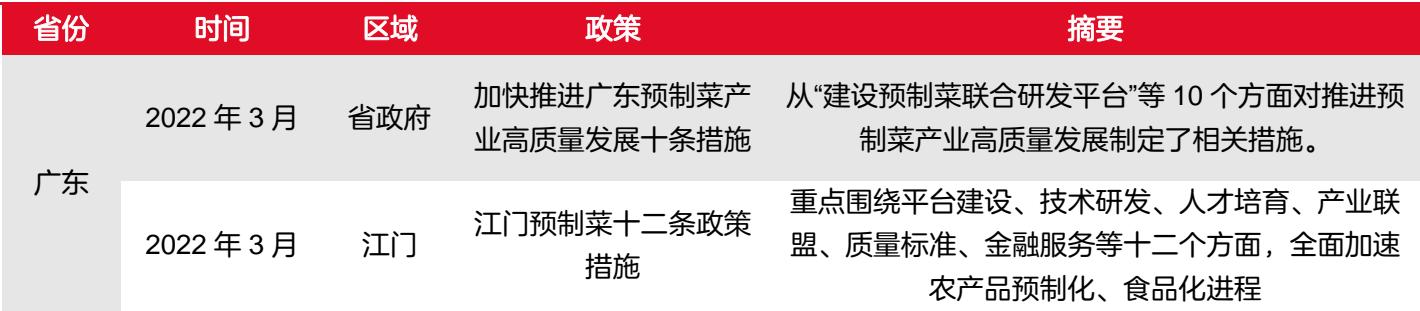 省份 时间 区域 政策 摘要
广东
2022 年 3 月 省政府
加快推进广东预制菜产
业高质量发展十条措施
从“建设预制菜联合研发平台”等 10 个方面对推进预
制菜产业高质量发展制定了相关措施。
2022 年 3 月 江门
江门预制菜十二条政策
措施
重点围绕平台建设、技术研发、人才培育、产业联
盟、质量标准、金融服务等十二个方面，全面加速
农产品预制化、食品化进程